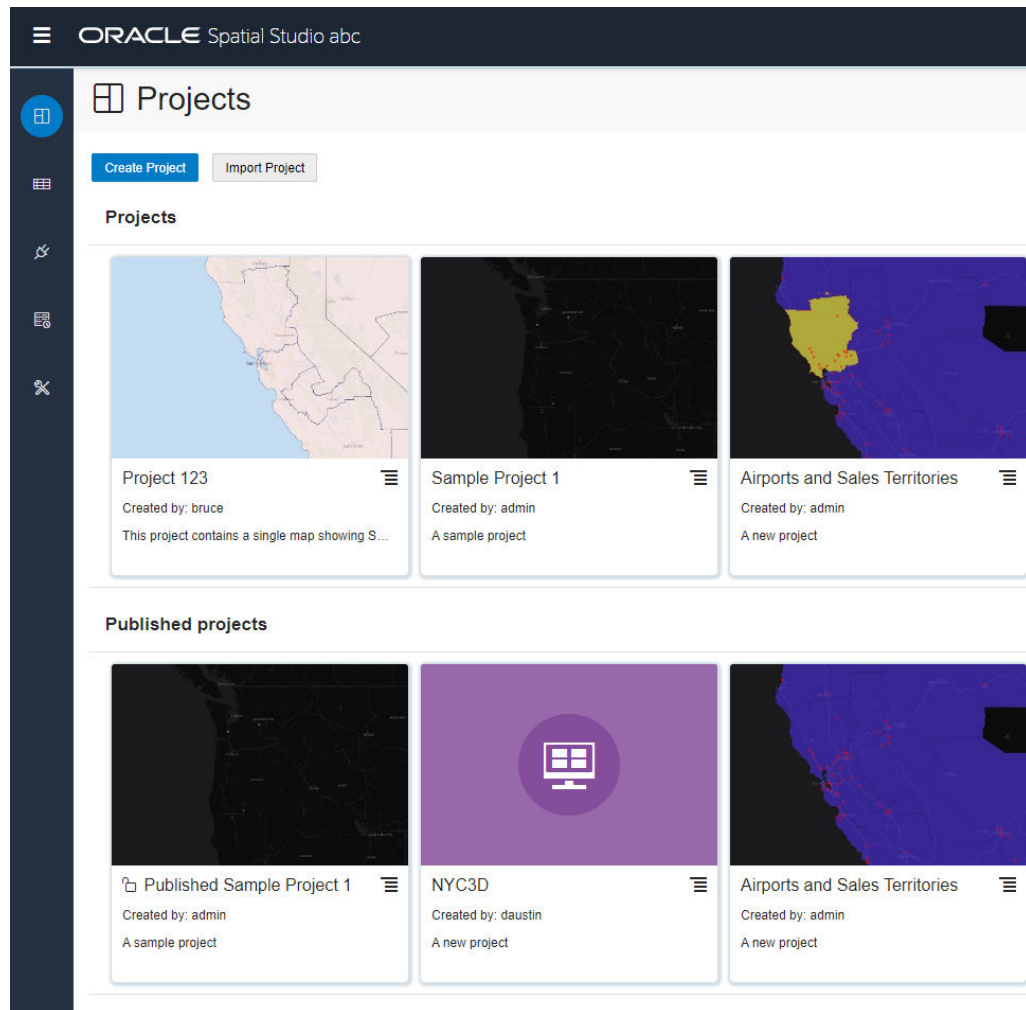 ORACLE Spatial Studio abc
Projects
Create Project
Import Project
Projects
Project 123
Created by: bruce
This project contains a single map showing S...
Sample Project 1
Created by: admin
A sample project
Airports and Sales Territories
Created by: admin
A new project
Published projects
Published Sample Project 1
Created by: admin
A sample project
NYC3D
Created by: daustin
A new project
Airports and Sales Territories
Created by: admin
A new project